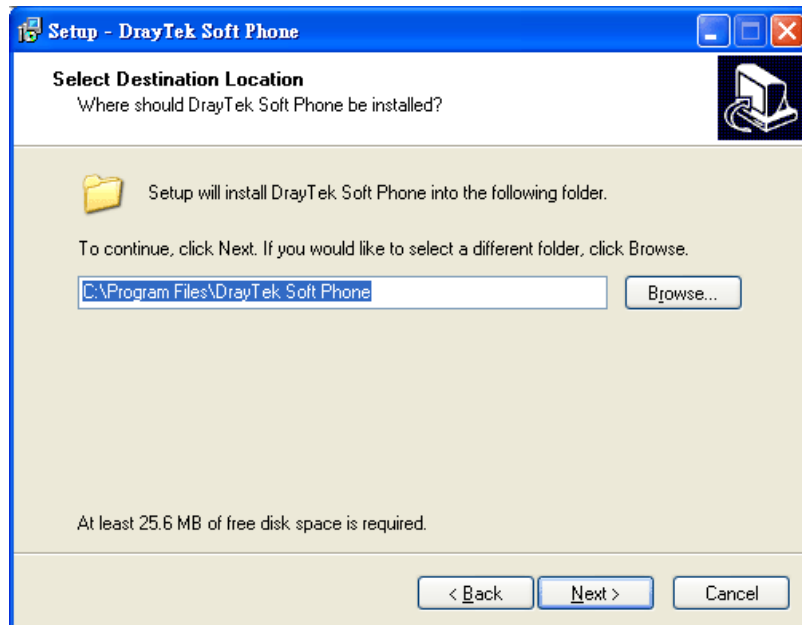 Setup - DrayTek Soft Phone
Select Destination Location
Where should DrayTek Soft Phone be installed?
Setup will install DrayTek Soft Phone into the following folder.
To continue, click Next. If you would like to select a different folder, click Browse.
C:\Program Files\DrayTek Soft Phone
Browse...
At least 25.6 MB of free disk space is required.
< Back
Next >
Cancel